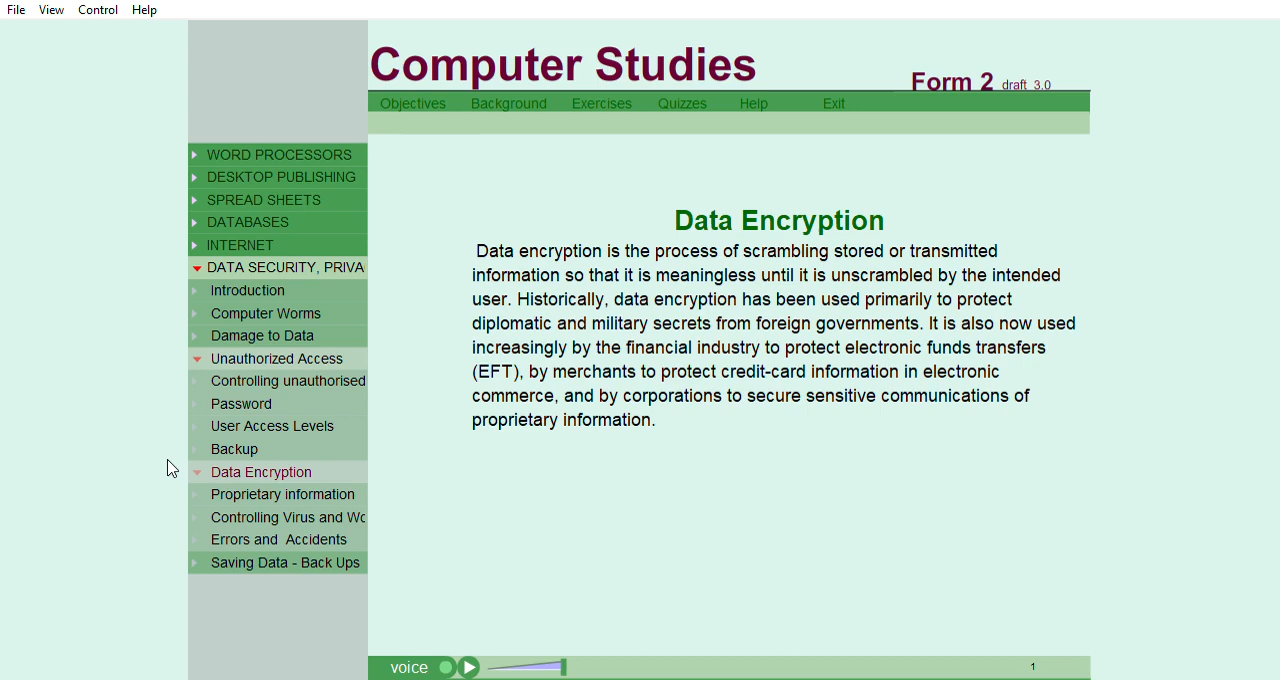 File View Control Help
Computer Studies
Form 2 draft 3.0
Objectives Background Exercises Quizzes Help Exit
WORD PROCESSORS
DESKTOP PUBLISHING
SPREAD SHEETS
DATABASES
INTERNET
DATA SECURITY, PRIVA
Introduction
Computer Worms
Damage to Data
Unauthorized Access
Controlling unauthorised
Password
User Access Levels
Backup
Data Encryption
Proprietary information
Controlling Virus and Wo
Errors and Accidents
Saving Data - Back Ups
Data Encryption
Data encryption is the process of scrambling stored or transmitted
information so that it is meaningless until it is unscrambled by the intended
user. Historically, data encryption has been used primarily to protect
diplomatic and military secrets from foreign governments. It is also now used
increasingly by the financial industry to protect electronic funds transfers
(EFT), by merchants to protect credit-card information in electronic
commerce, and by corporations to secure sensitive communications of
proprietary information.
voice
1